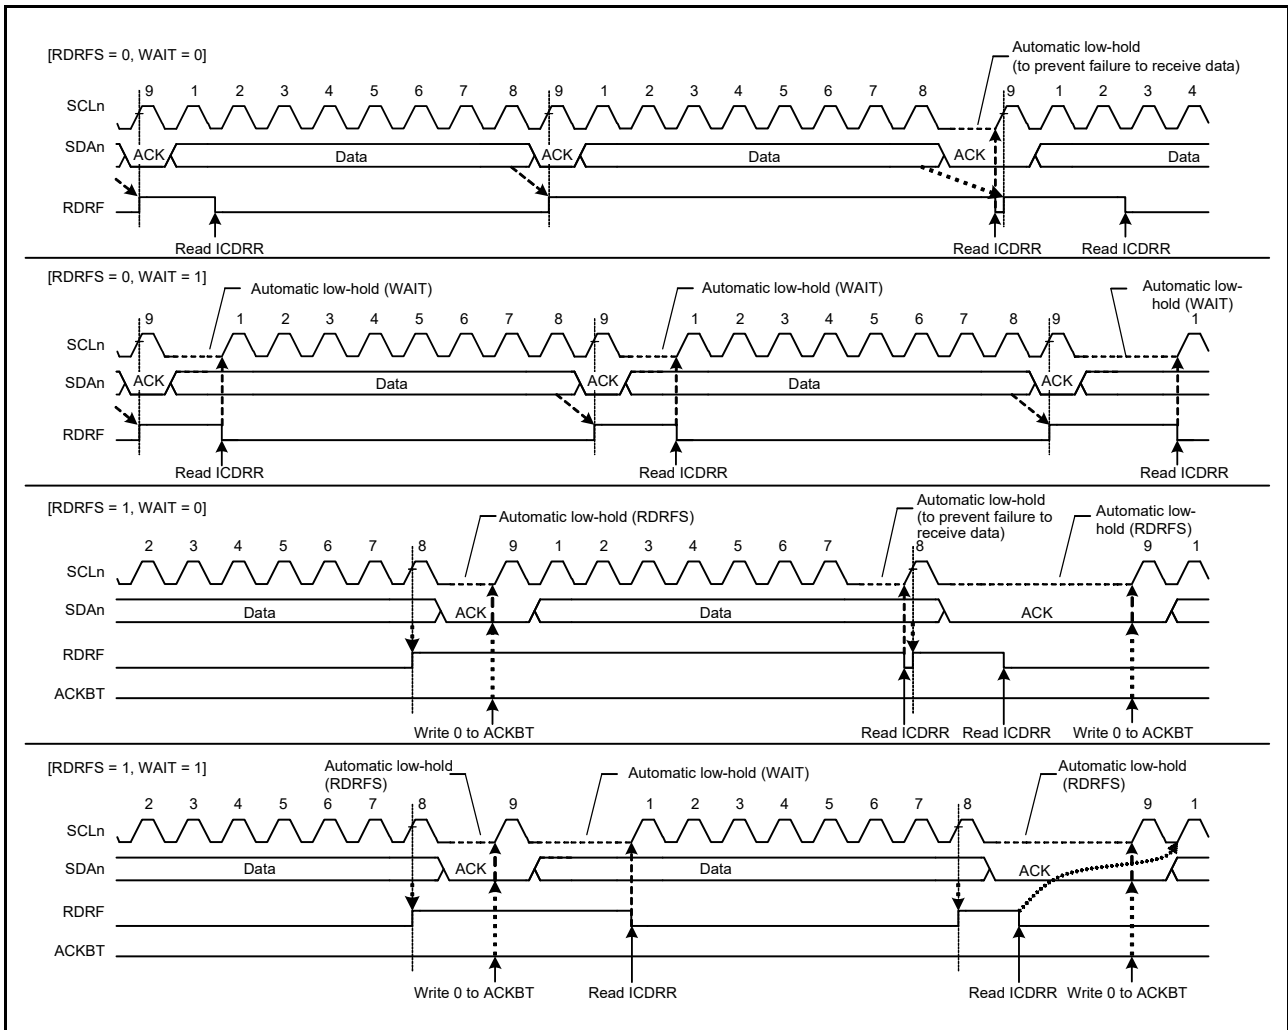 [RDRFS = 0, WAIT = 0]
Automatic low-hold
(to prevent failure to receive data)
9 1 2 3 4 5 6 7 8 9 1 2 3 4 5 6 7 8 9 1 2 3 4
SCLn
SDAn ACK Data ACK Data ACK Data
RDRF
Read ICDRR Read ICDRR Read ICDRR
[RDRFS = 0, WAIT = 1]
Automatic low-hold (WAIT) Automatic low-hold (WAIT) Automatic low-
hold (WAIT)
9 1 2 3 4 5 6 7 8 9 1 2 3 4 5 6 7 8 9 1
SCLn
SDAn ACK Data ACK Data ACK
RDRF
Read ICDRR Read ICDRR Read ICDRR
[RDRFS = 1, WAIT = 0]
Automatic low-hold (RDRFS) Automatic low-hold
(to prevent failure to
receive data)
Automatic low-
hold (RDRFS)
2 3 4 5 6 7 8 9 1 2 3 4 5 6 7 8 9 1
SCLn
SDAn Data ACK Data ACK
RDRF
ACKBT
Write 0 to ACKBT Read ICDRR Read ICDRR Write 0 to ACKBT
[RDRFS = 1, WAIT = 1]
Automatic low-hold
(RDRFS)
Automatic low-hold (WAIT)
Automatic low-hold
(RDRFS)
2 3 4 5 6 7 8 9 1 2 3 4 5 6 7 8 9 1
SCLn
SDAn Data ACK Data ACK
RDRF
ACKBT
Write 0 to ACKBT Read ICDRR Read ICDRR Write 0 to ACKBT